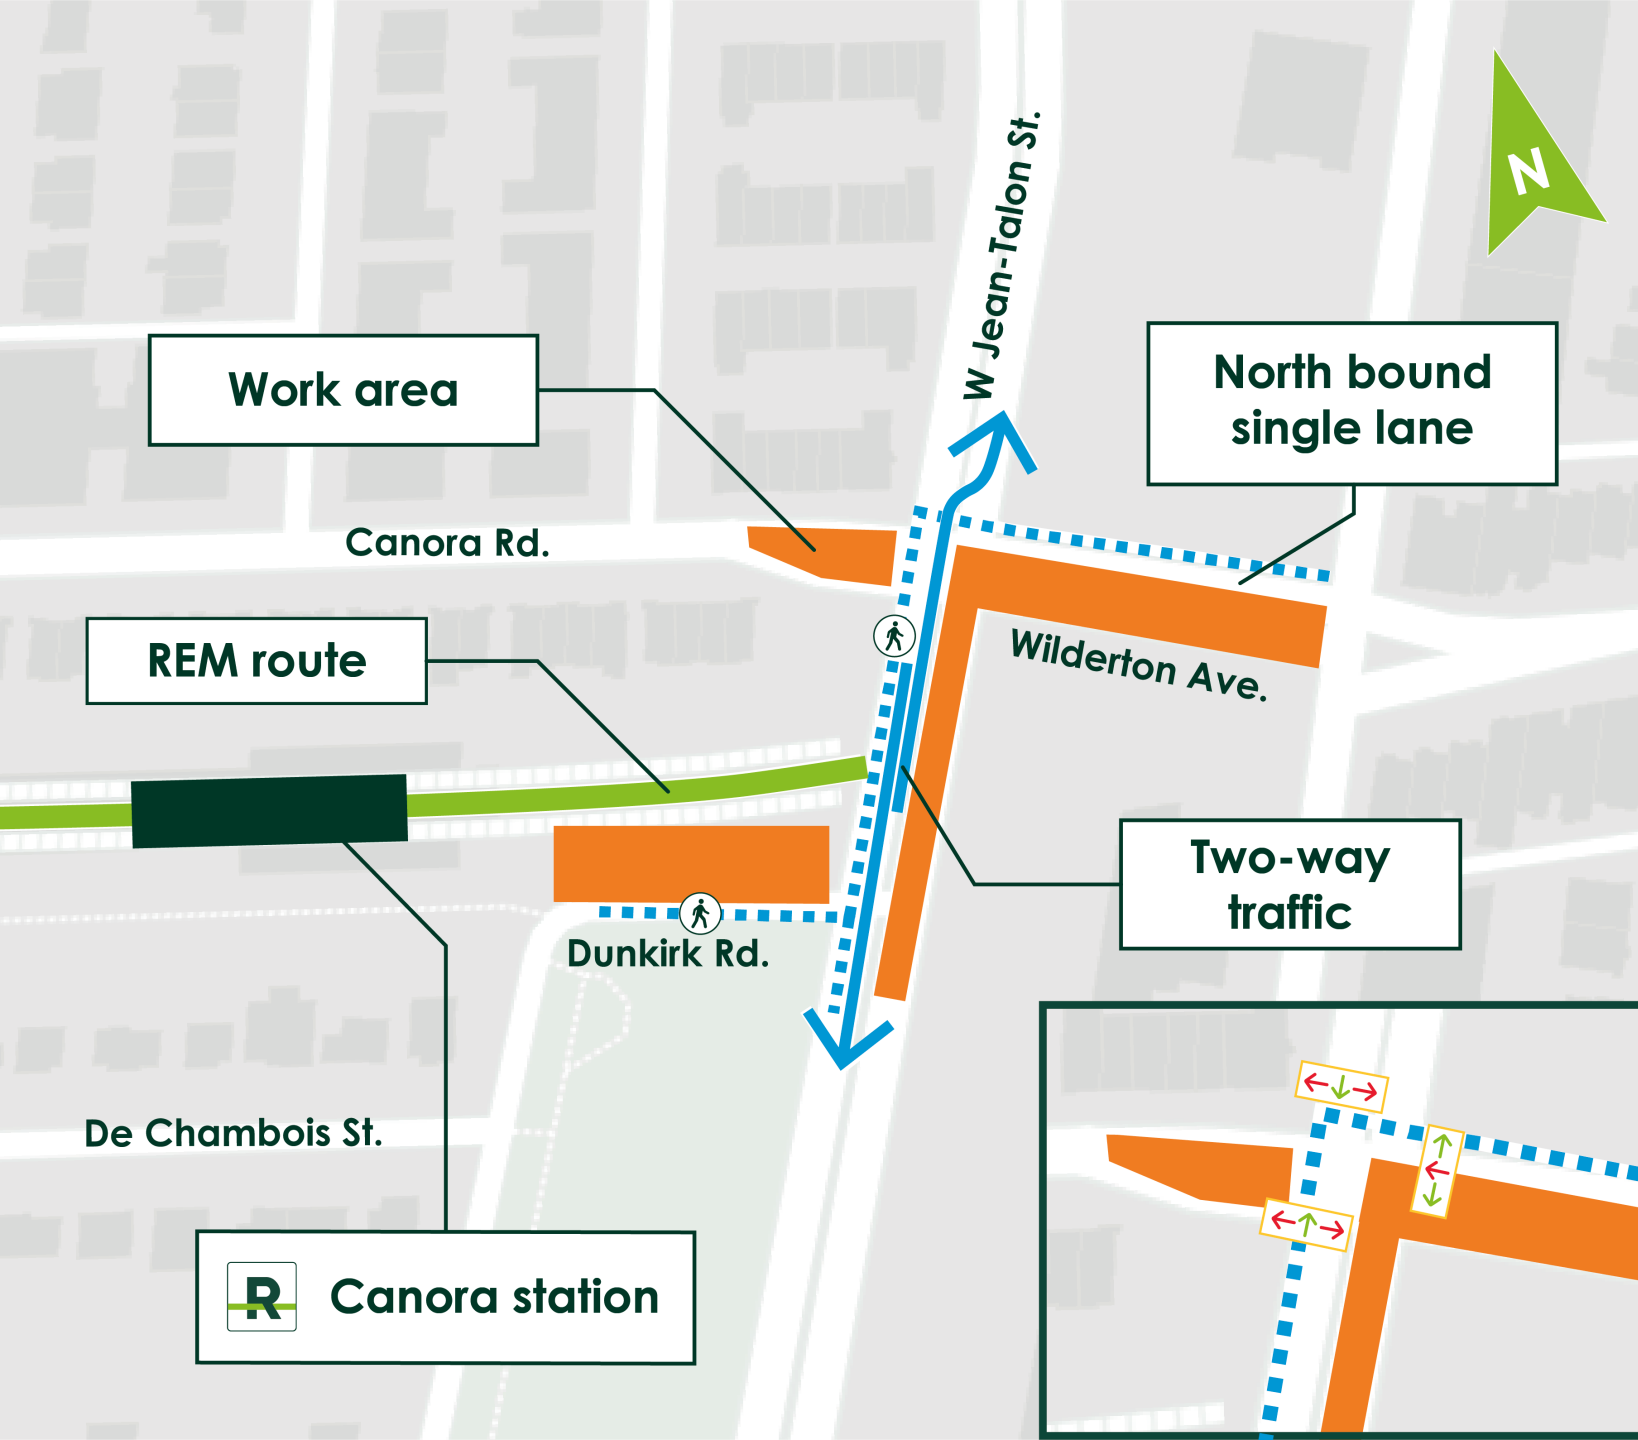 N
W Jean-Talon St.
Work area
North bound
single lane
Canora Rd.
REM route
Wilderton Ave.
Two-way
traffic
Dunkirk Rd.
De Chambois St.
R
Canora station